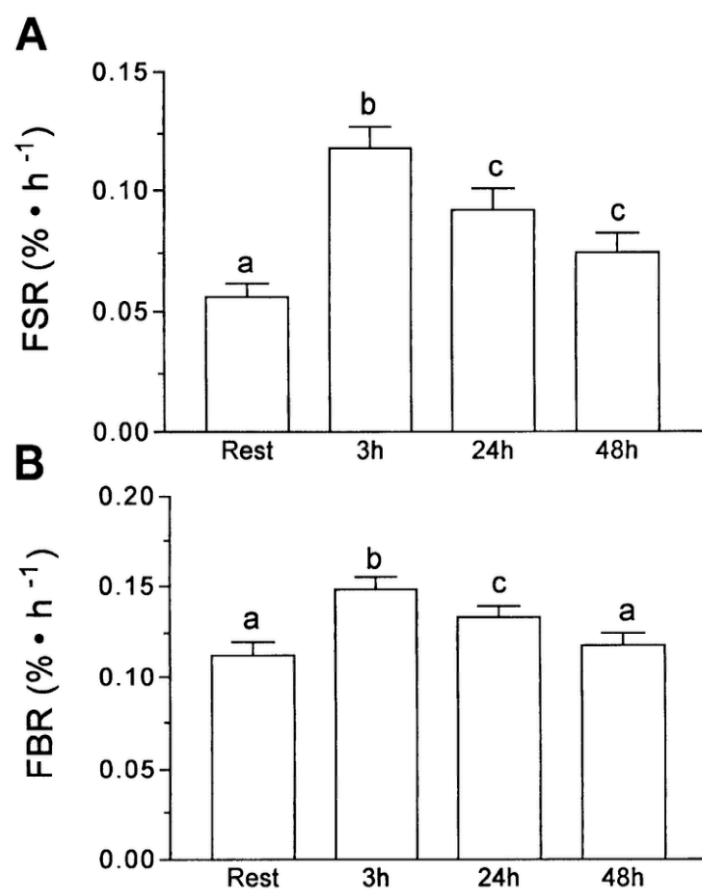 A
FSR (% • h -1)
0.15
0.10
0.05
0.00
a
b
c
c
Rest 3h 24h 48h
B
FBR (% • h -1)
0.20
0.15
0.10
0.05
0.00
a
b
c
a
Rest 3h 24h 48h